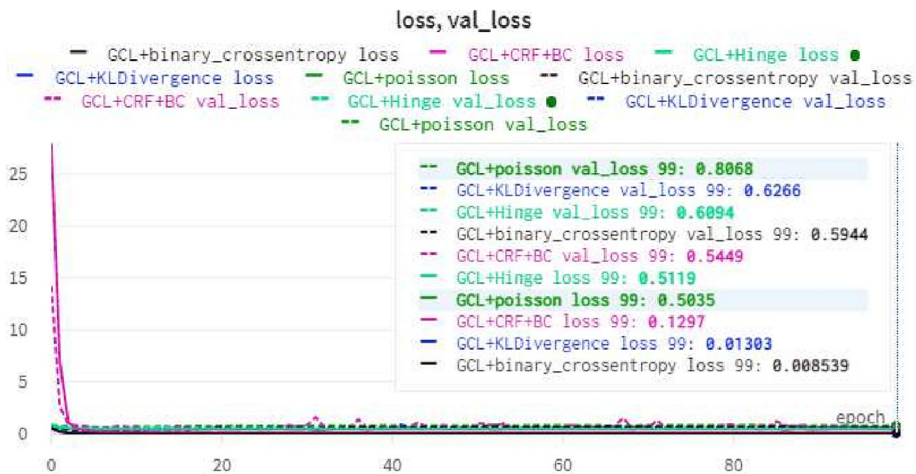 loss, val_loss
GCL+binary_crossentropy loss GCL+CRF+BC loss GCL+Hinge loss
GCL+KLDivergence loss GCL+poisson loss GCL+binary_crossentropy val_loss
GCL+CRF+BC val_loss GCL+Hinge val_loss GCL+KLDivergence val_loss
GCL+poisson val_loss
25
20
15
10
5
0
GCL+poisson val_loss 99: 0.8068
GCL+KLDivergence val_loss 99: 0.6266
GCL+Hinge val_loss 99: 0.6094
GCL+binary_crossentropy val_loss 99: 0.5944
GCL+CRF+BC val_loss 99: 0.5449
GCL+Hinge loss 99: 0.5119
GCL+poisson loss 99: 0.5035
GCL+CRF+BC loss 99: 0.1297
GCL+KLDivergence loss 99: 0.01303
GCL+binary_crossentropy loss 99: 0.008539
epoch
0 20 40 60 80